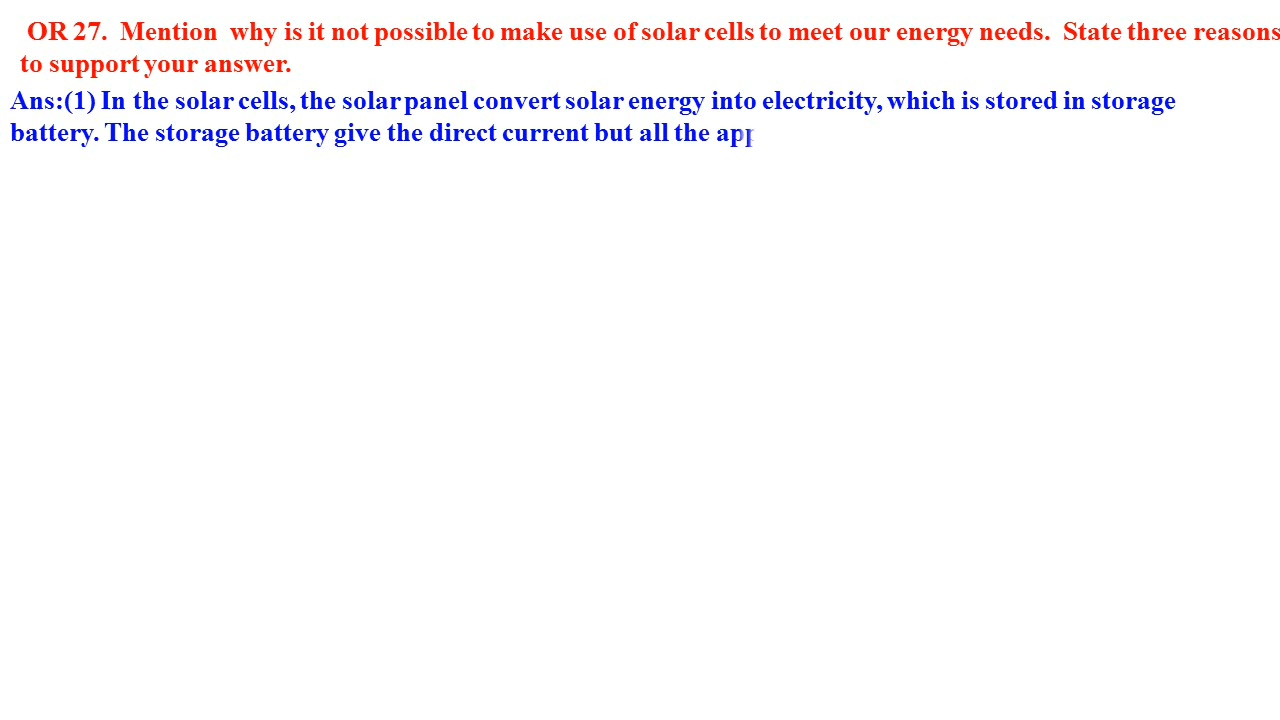 OR 27. Mention why is it not possible to make use of solar cells to meet our energy needs. State three reasons
to support your answer.
Ans:(1) In the solar cells, the solar panel convert solar energy into electricity, which is stored in storage
battery. The storage battery give the direct current but all the app